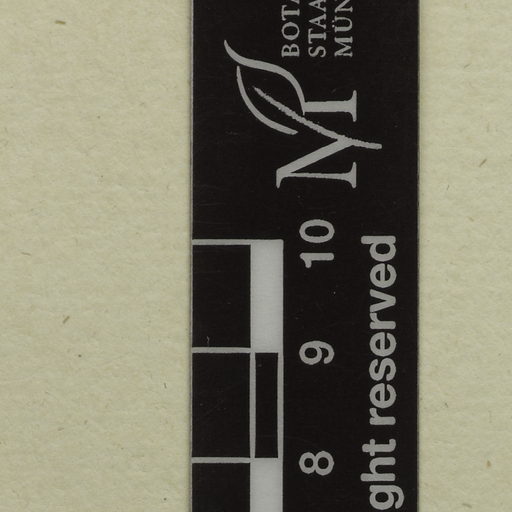 BOTA
STAA
MÜN
M
10
9
8
ght reserved